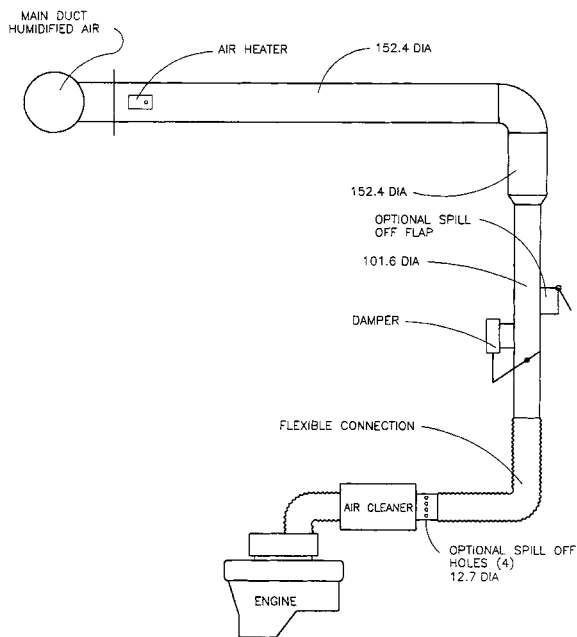 MAIN DUCT
HUMIDIFIED AIR
AIR HEATER
152.4 DIA
152.4 DIA
OPTIONAL SPILL
OFF FLAP
101.6 DIA
DAMPER
FLEXIBLE CONNECTION
AIR CLEANER
OPTIONAL SPILL OFF
HOLES (4)
12.7 DIA
ENGINE